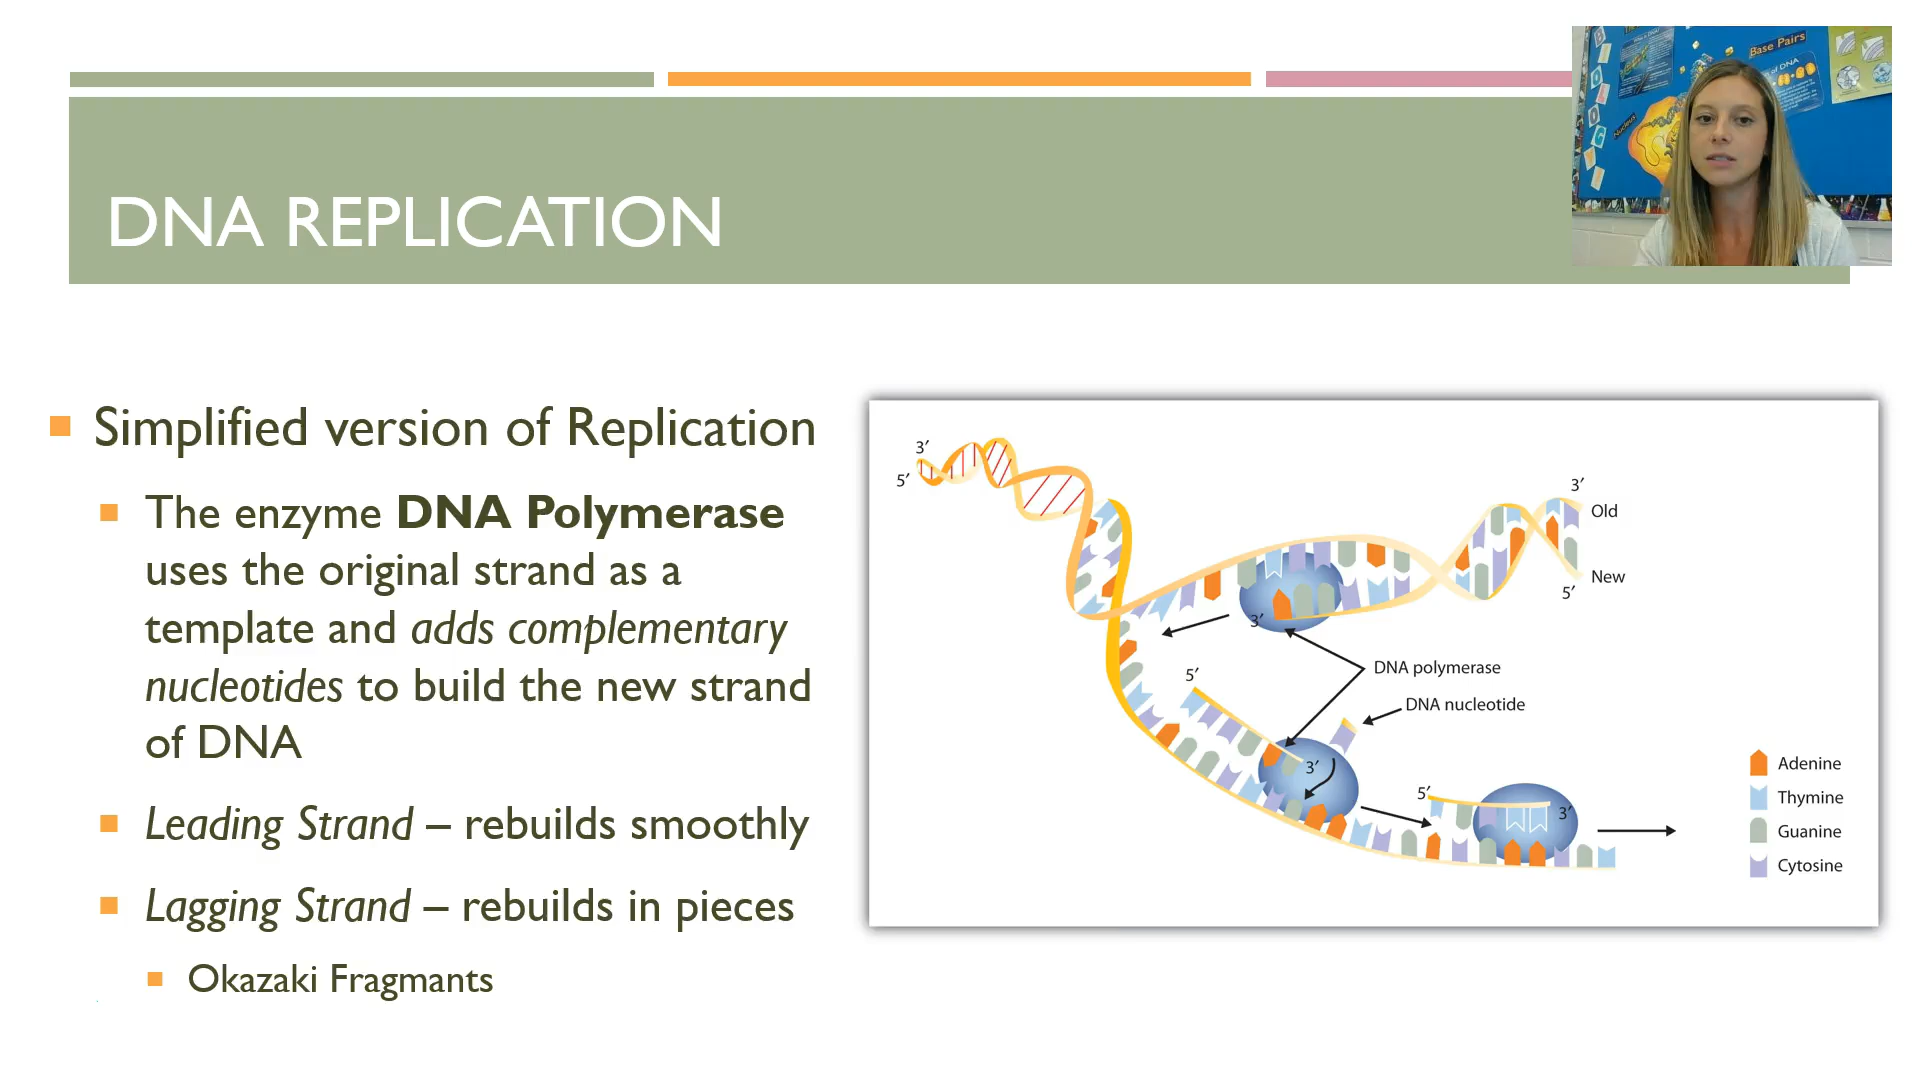 Base Pairs
Nucleus
DNA REPLICATION
Simplified version of Replication
The enzyme DNA Polymerase
uses the original strand as a
template and adds complementary
nucleotides to build the new strand
of DNA
Leading Strand – rebuilds smoothly
Lagging Strand – rebuilds in pieces
Okazaki Fragmants
3′
5′
3′
Old
New
5′
3′
DNA polymerase
5′
DNA nucleotide
3′
5′
3′
Adenine
Thymine
Guanine
Cytosine